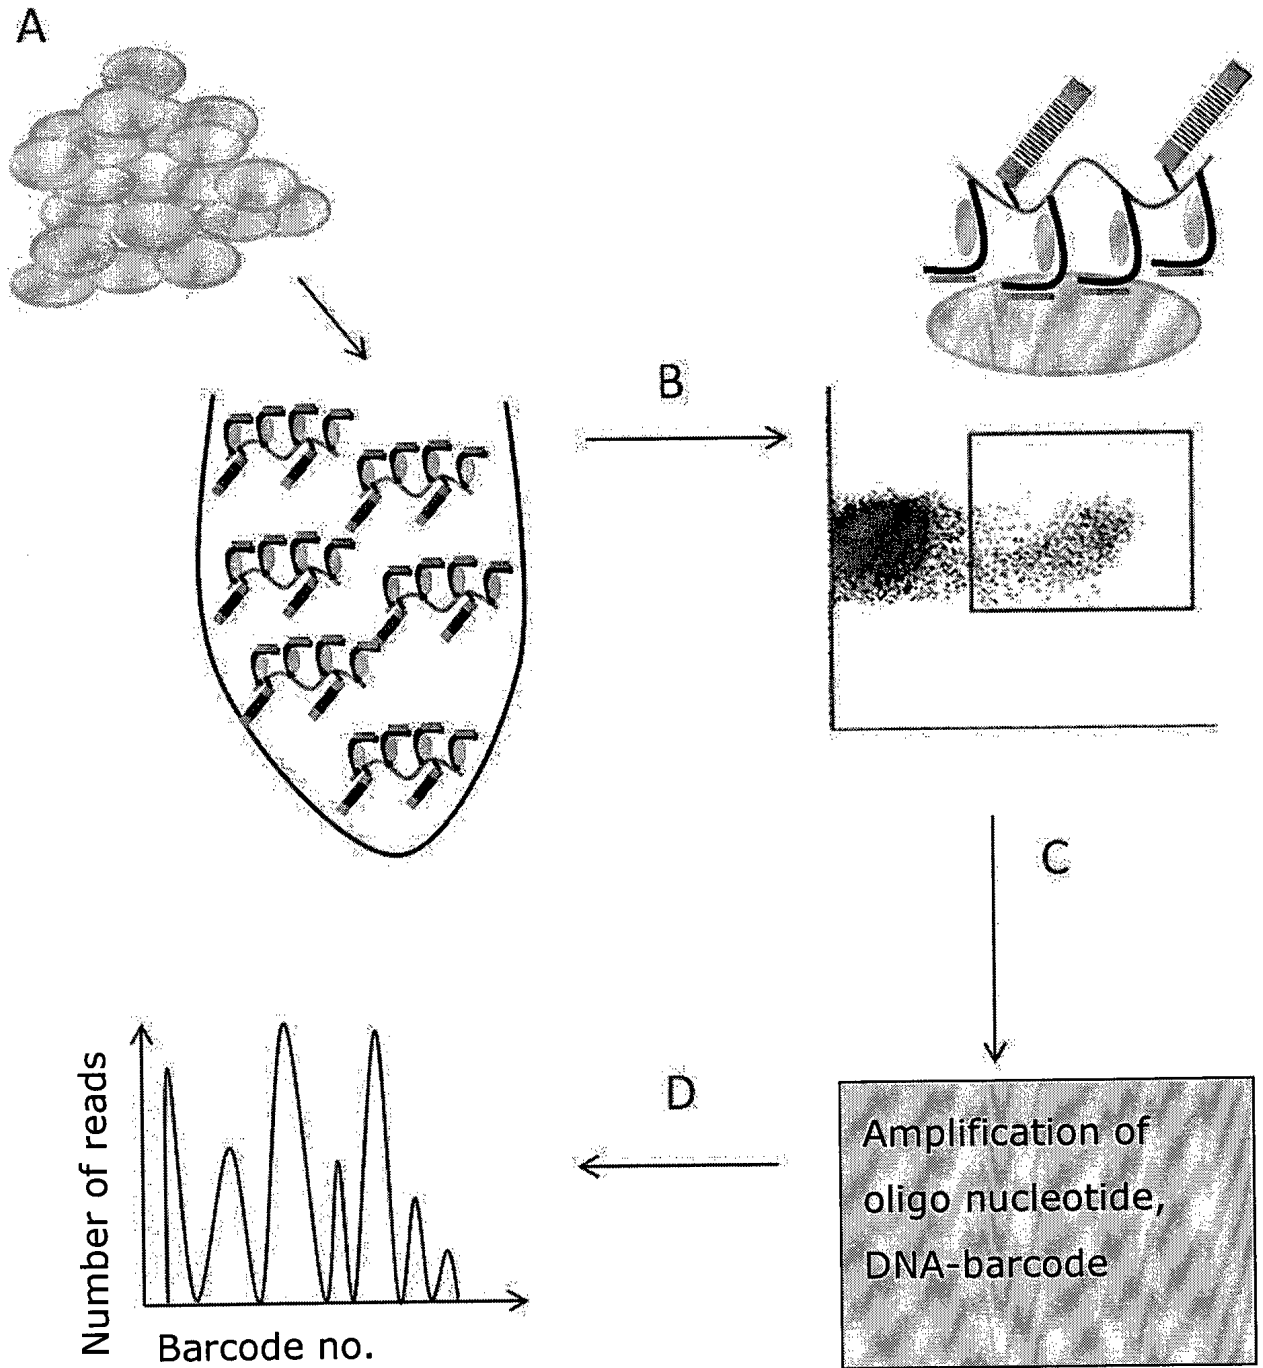 A
B
C
Amplification of
oligo nucleotide,
DNA-barcode
D
Number of reads
Barcode no.